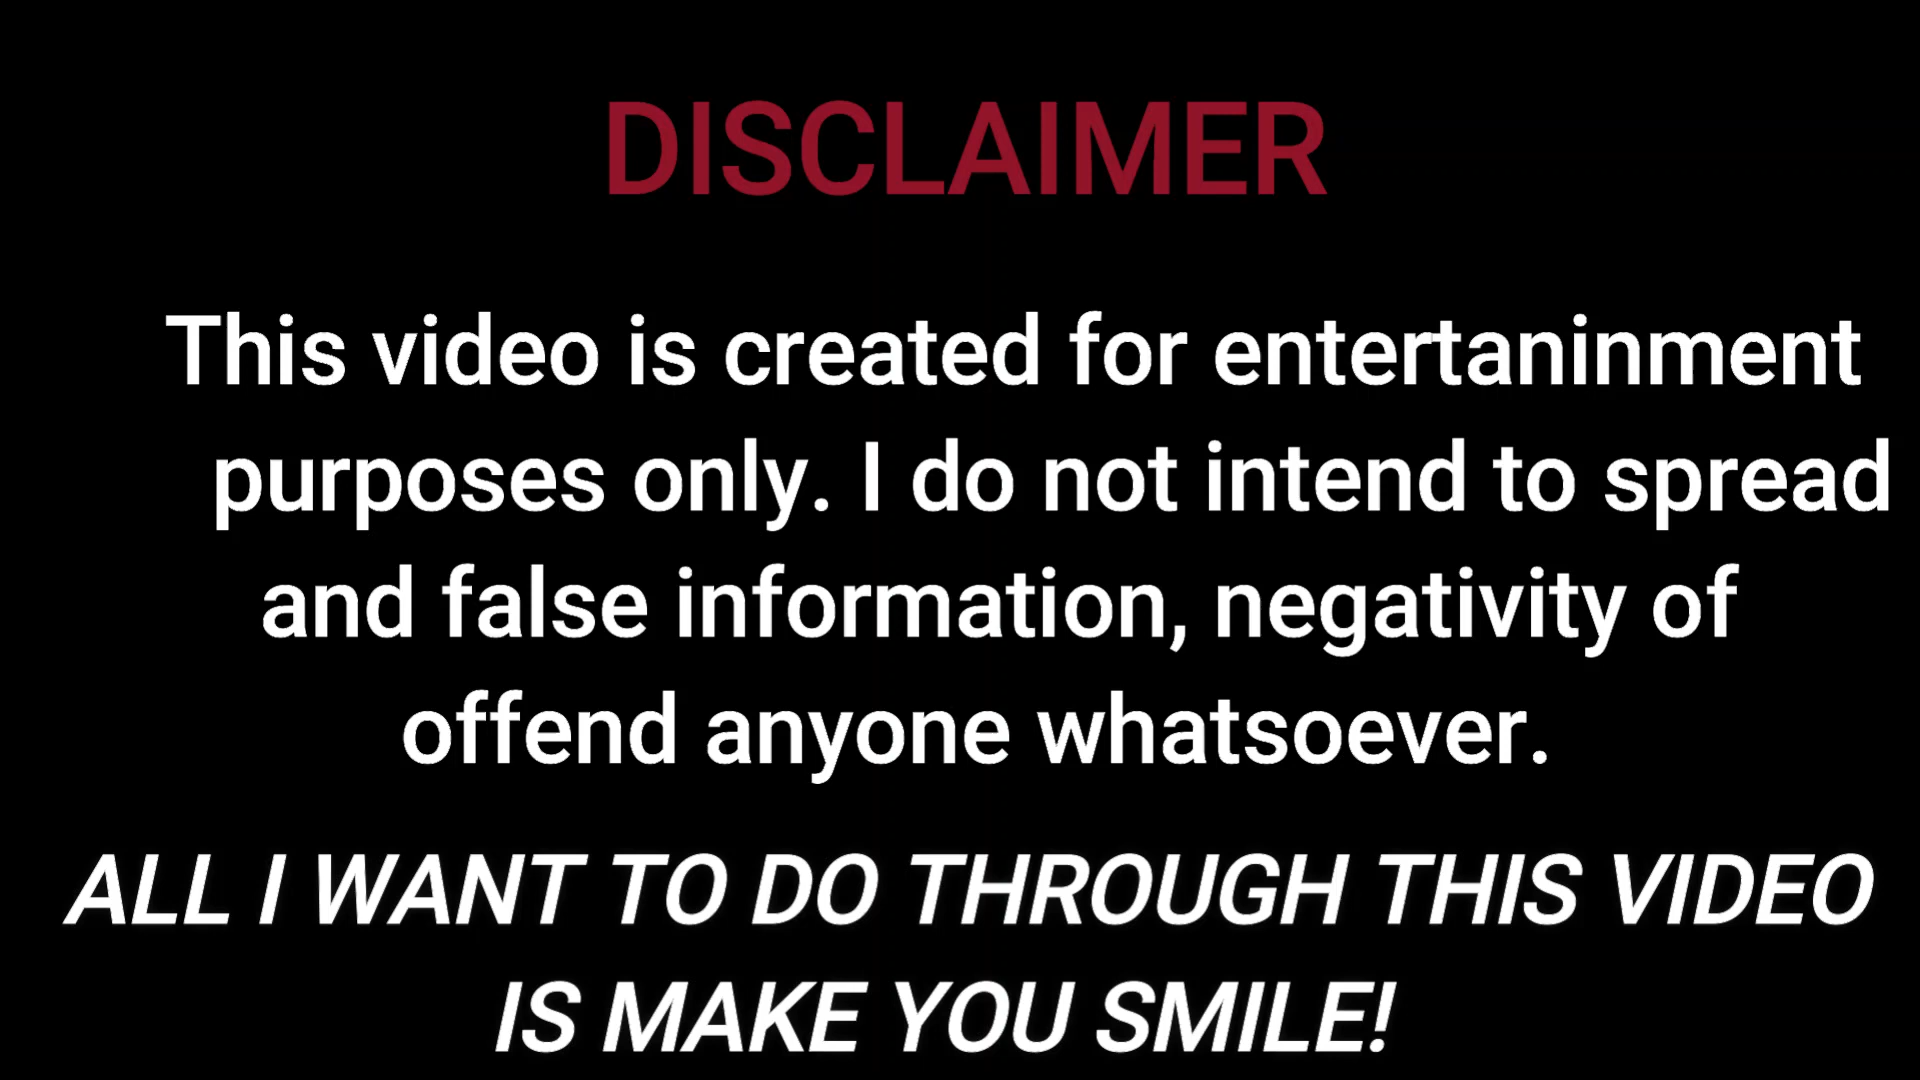 DISCLAIMER
This video is created for entertaninment
purposes only. I do not intend to spread
and false information, negativity of
offend anyone whatsoever.
ALL I WANT TO DO THROUGH THIS VIDEO
IS MAKE YOU SMILE!